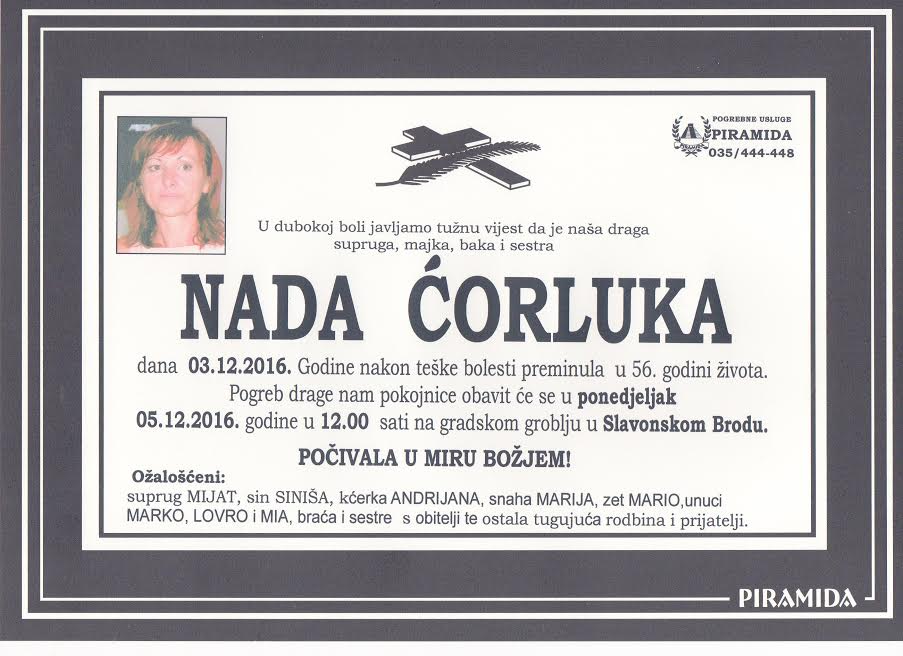 POGREBNE USLUGE
PIRAMIDA
035/444-448
U dubokoj boli javljamo tužnu vijest da je naša draga
supruga, majka, baka i sestra
NADA ĆORLUKA
dana 03.12.2016. Godine nakon teške bolesti preminula u 56. godini života.
Pogreb drage nam pokojnice obavit će se u ponedjeljak
05.12.2016. godine u 12.00 sati na gradskom groblju u Slavonskom Brodu.
POČIVALA U MIRU BOŽJEM!
Ožalošćeni:
suprug MIJAT, sin SINIŠA, kćerka ANDRIJANA, snaha MARIJA, zet MARIO,unuci
MARKO, LOVRO i MIA, braća i sestre s obitelji te ostala tugujuća rodbina i prijatelji.
PIRAMIDA